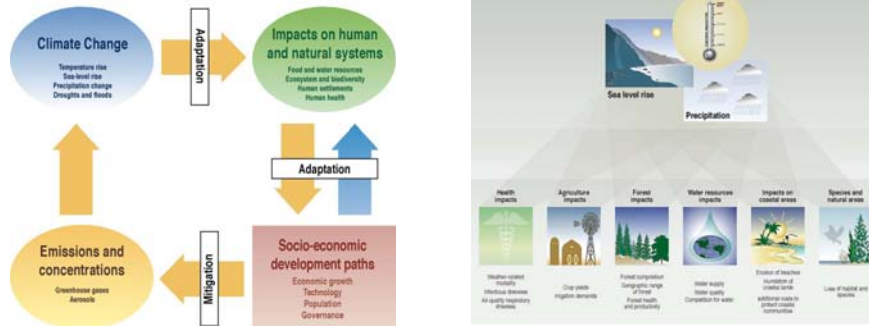 Climate Change
Temperature rise
Sea-level rise
Precipitation change
Droughts and floods
Adaptation
Impacts on human
and natural systems
Food and water resources
Ecosystem and biodiversity
Human settlements
Human health
Adaptation
Emissions and
concentrations
Greenhouse gases
Aerosols
Mitigation
Socio-economic
development paths
Economic growth
Technology
Population
Governance
Sea level rise
Precipitation
Health
impacts
Weather-related
mortality
Infectious diseases
Air quality respiratory
illnesses
Agriculture
impacts
Crop yields
Irrigation demands
Forest
impacts
Forest composition
Geographic range
of forest
Forest health
and productivity
Water resources
impacts
Water supply
Water quality
Competition for water
Impacts on
coastal areas
Erosion of beaches
Inundation of
coastal lands
additional costs to
protect coastal
communities
Species and
natural areas
Loss of habitat and
species